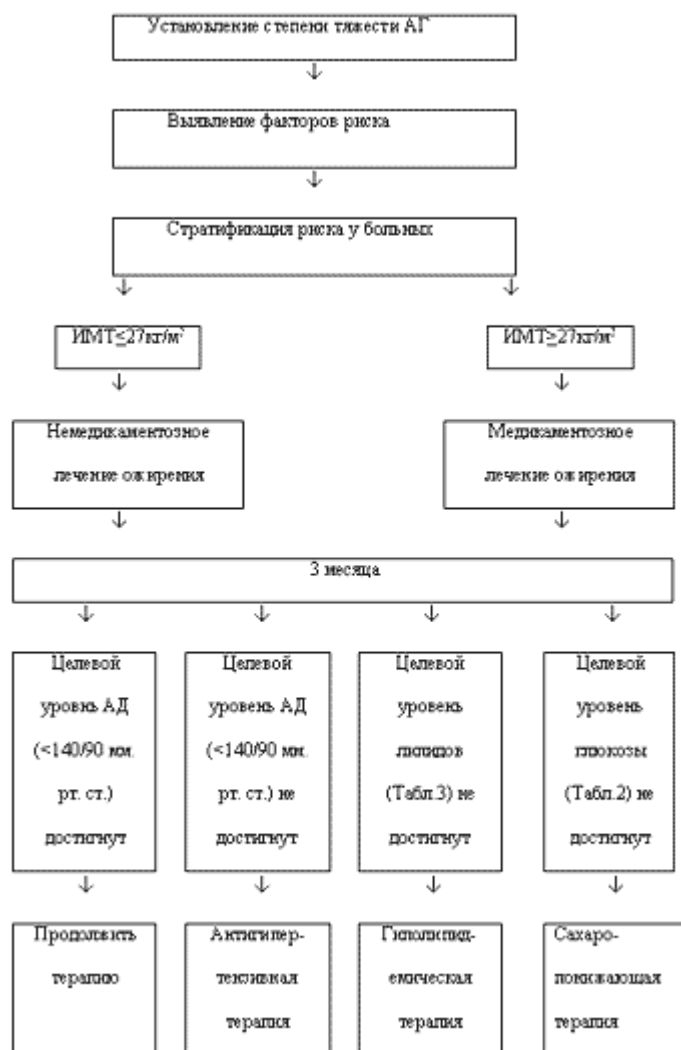 Установление степени тяжести АГ
Выявление факторов риска
Стратификация риска у больных
ИМТ≤27кг/м²
ИМТ≥27кг/м²
Немедикаментозное
лечение ожирения
Медикаментозное
лечение ожирения
3 месяца
Целевой
уровнь АД
(<140/90 мм.
рт. ст.)
достигнут
Целевой
уровень АД
(<140/90 мм.
рт. ст.) не
достигнут
Целевой
уровень
липидов
(Табл.3) не
достигнут
Целевой
уровень
глюкозы
(Табл.2) не
достигнут
Продолжить
терапию
Антигипер-
тензивная
терапия
Гиполипид-
емическая
терапия
Сахаро-
понижающая
терапия